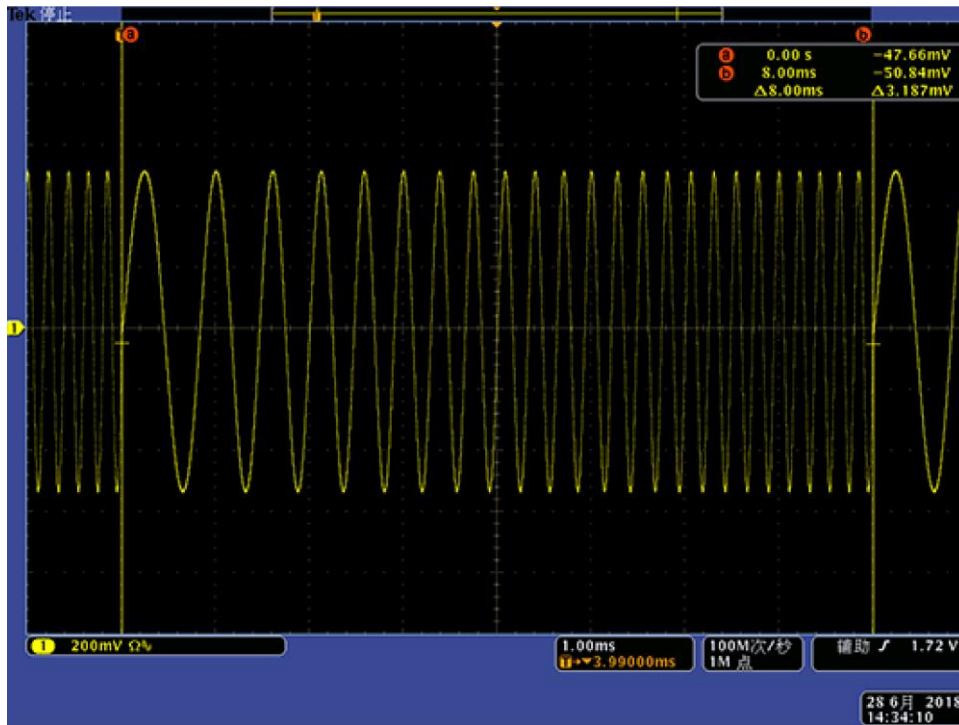 Tek 停止
a b
a 0.00 s -47.66mV
b 8.00ms -50.84mV
Δ8.00ms Δ3.187mV
1
1 200mV Ω
1.00ms
T→▼3.99000ms
100M次/秒
1M 点
辅助 ʃ 1.72 V
28 6月 2018
14:34:10